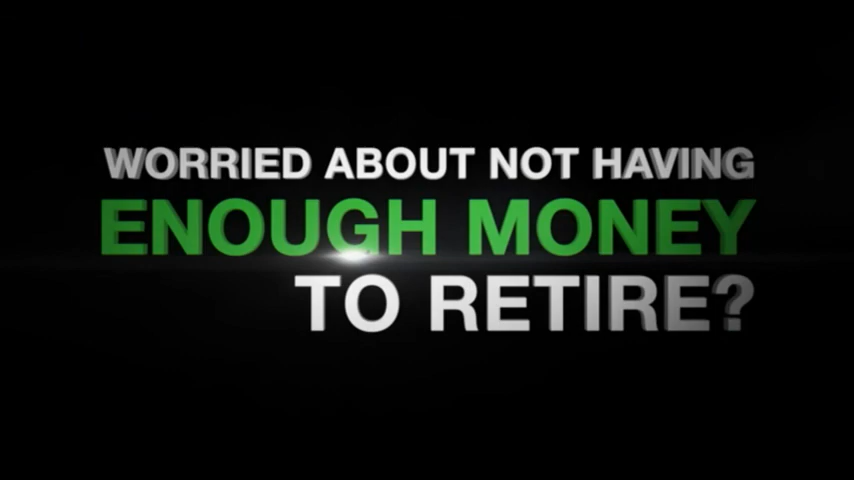 WORRIED ABOUT NOT HAVING
ENOUGH MONEY
TO RETIRE?